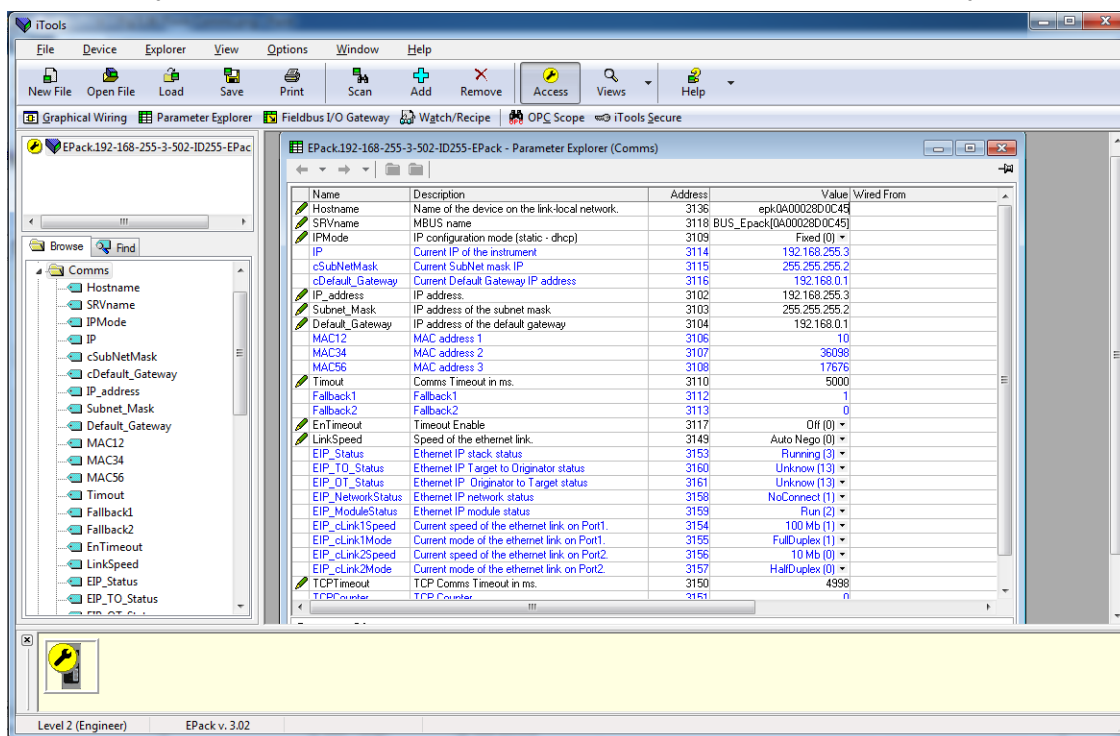 iTools
File Device Explorer View Options Window Help
New File Open File Load Save Print Scan Add Remove Access Views Help
Graphical Wiring Parameter Explorer Fieldbus I/O Gateway Watch/Recipe OPC Scope iTools Secure
EPack.192-168-255-3-502-ID255-EPac
Browse Find
Comms
Hostname
SRVname
IPMode
IP
cSubNetMask
cDefault_Gateway
IP_address
Subnet_Mask
Default_Gateway
MAC12
MAC34
MAC56
Timout
Fallback1
Fallback2
EnTimeout
LinkSpeed
EIP_Status
EIP_TO_Status
EPack.192-168-255-3-502-ID255-EPack - Parameter Explorer (Comms)
Name Description Address Value Wired From
Hostname Name of the device on the link-local network. 3136 epk0A00028D0C45
SRVname MBUS name 3118 BUS_Epack[0A00028D0C45]
IPMode IP configuration mode (static - dhcp) 3109 Fixed (0)
IP Current IP of the instrument 3114 192.168.255.3
cSubNetMask Current SubNet mask IP 3115 255.255.255.2
cDefault_Gateway Current Default Gateway IP address 3116 192.168.0.1
IP_address IP address. 3102 192.168.255.3
Subnet_Mask IP address of the subnet mask 3103 255.255.255.2
Default_Gateway IP address of the default gateway 3104 192.168.0.1
MAC12 MAC address 1 3106 10
MAC34 MAC address 2 3107 36098
MAC56 MAC address 3 3108 17676
Timout Comms Timeout in ms. 3110 5000
Fallback1 Fallback1 3112 1
Fallback2 Fallback2 3113 0
EnTimeout Timeout Enable 3117 Off (0)
LinkSpeed Speed of the ethernet link. 3149 Auto Nego (0)
EIP_Status Ethernet IP stack status 3153 Running (3)
EIP_TO_Status Ethernet IP Target to Originator status 3160 Unknow (13)
EIP_OT_Status Ethernet IP Originator to Target status 3161 Unknow (13)
EIP_NetworkStatus Ethernet IP network status 3158 NoConnect (1)
EIP_ModuleStatus Ethernet IP module status 3159 Run (2)
EIP_cLink1Speed Current speed of the ethernet link on Port1. 3154 100 Mb (1)
EIP_cLink1Mode Current mode of the ethernet link on Port1. 3155 FullDuplex (1)
EIP_cLink2Speed Current speed of the ethernet link on Port2. 3156 10 Mb (0)
EIP_cLink2Mode Current mode of the ethernet link on Port2. 3157 HalfDuplex (0)
TCPTimeout TCP Comms Timeout in ms. 3150 4998
TCPCounter TCP Counter 3151 0
Level 2 (Engineer) EPack v. 3.02